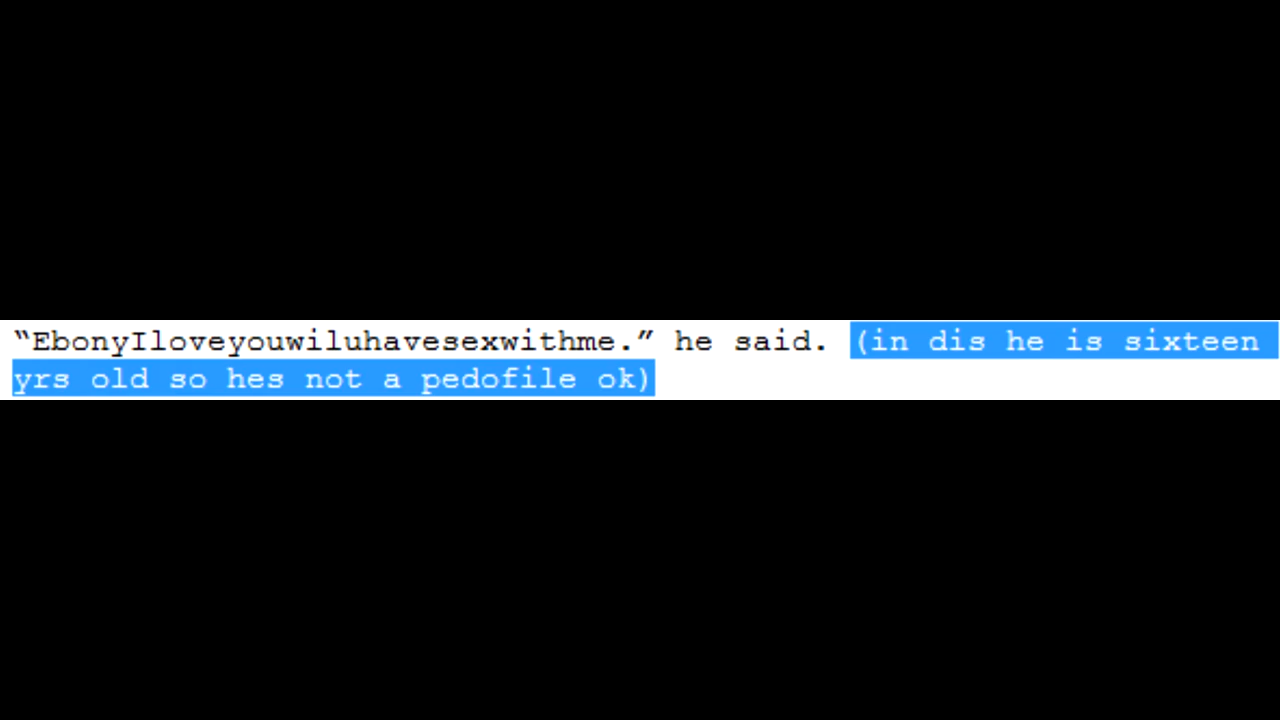 “EbonyIloveyouwiluhavesexwithme.” he said. (in dis he is sixteen
yrs old so hes not a pedofile ok)